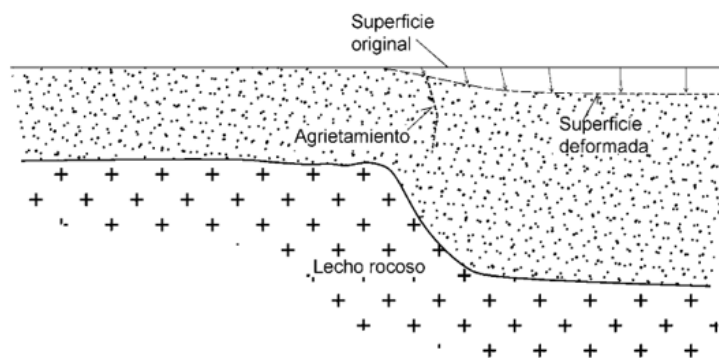 Superficie
original
Agrietamiento
Superficie
deformada
Lecho rocoso